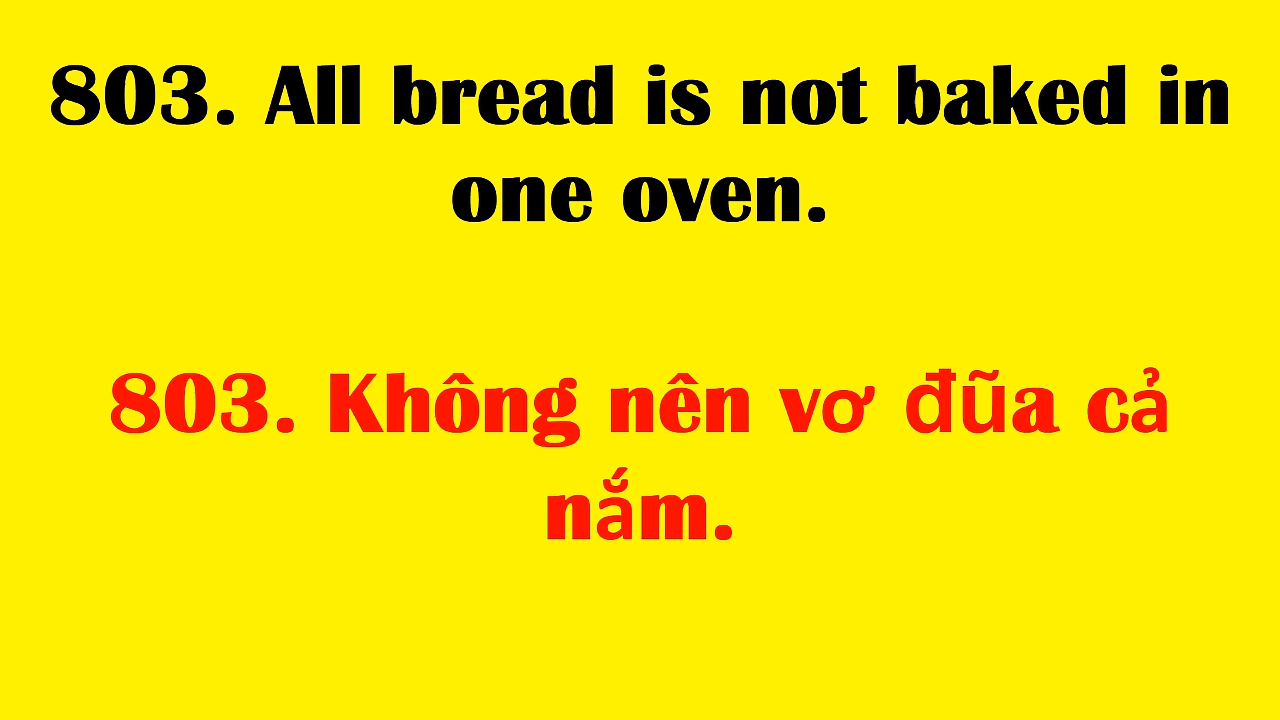 803. All bread is not baked in
one oven.
803. Không nên vơ đũa cả
nắm.